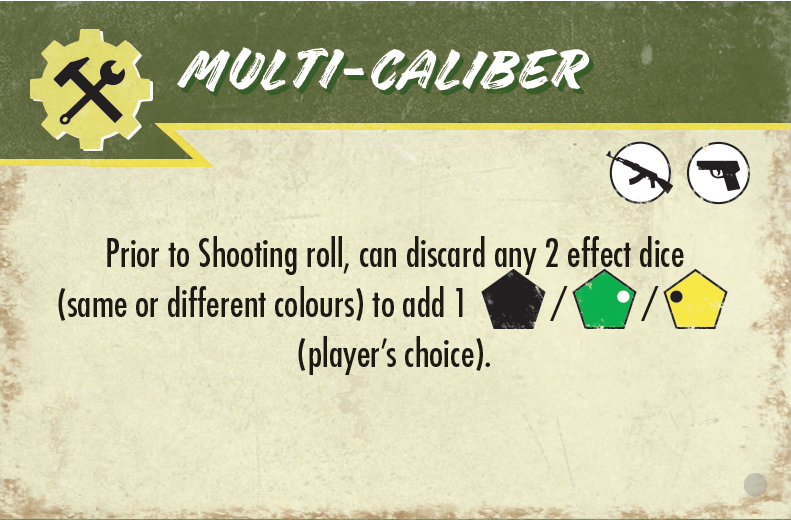 MULTI-CALIBER
Prior to Shooting roll, can discard any 2 effect dice
(same or different colours) to add 1 / /
(player's choice).